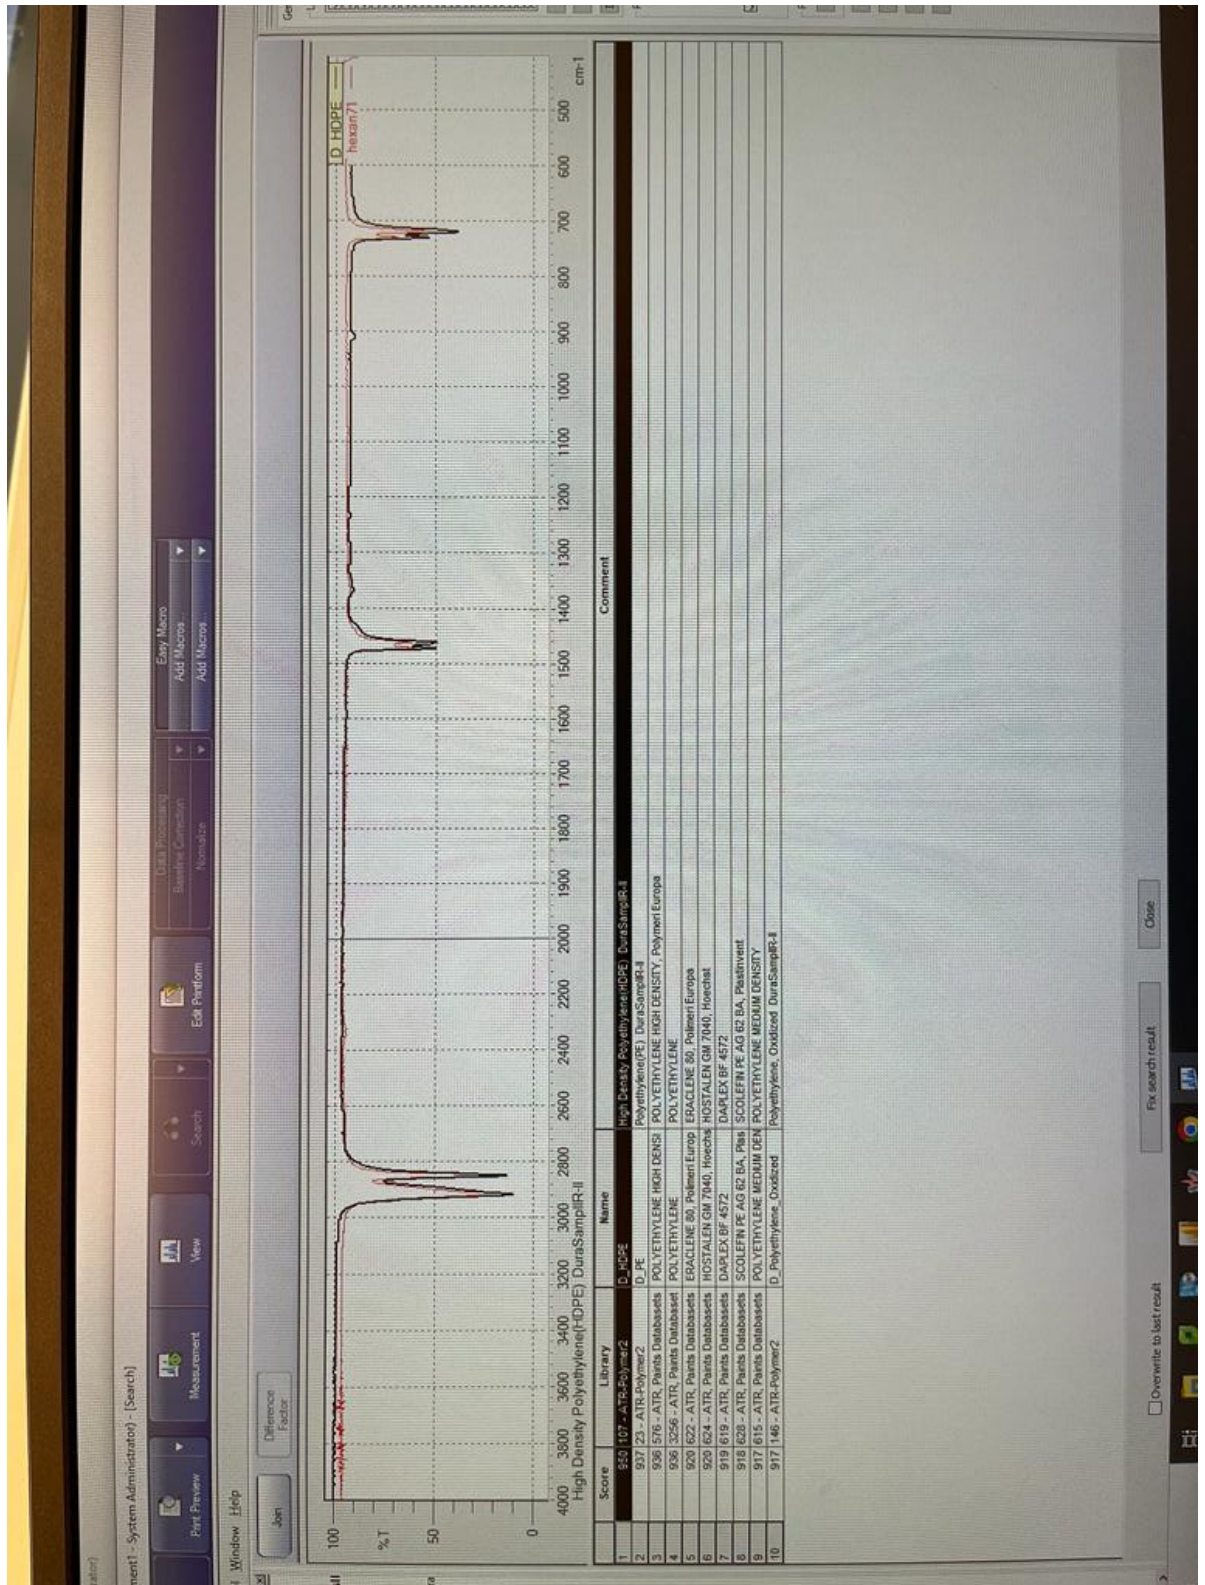 rator)
ment1 - System Administrator) - [Search]
Print Preview
Measurement
View
Search
Edit Printform
Data Processing
Baseline Correction
Normalize
Easy Macro
Add Macros...
Add Macros...
Window Help
Join
Difference Factor
D_HDPE
hexan71
100
%T
50
0
4000 3800 3600 3400 3200 3000 2800 2600 2400 2200 2000 1900 1800 1700 1600 1500 1400 1300 1200 1100 1000 900 800 700 600 500 cm-1
High Density Polyethylene(HDPE) DuraSamplIR-II
Score Library Name Comment
1 950 107 - ATR-Polymer2 D_HDPE High Density Polyethylene(HDPE) DuraSamplIR-II
2 937 23 - ATR-Polymer2 D_PE Polyethylene(PE) DuraSamplIR-II
3 936 576 - ATR, Paints Databasets POLYETHYLENE HIGH DENSI POLYETHYLENE HIGH DENSITY, Polymeri Europa
4 936 3256 - ATR, Paints Databaset POLYETHYLENE POLYETHYLENE
5 920 622 - ATR, Paints Databasets ERACLENE 80, Polimeri Europ ERACLENE 80, Polimeri Europa
6 920 624 - ATR, Paints Databasets HOSTALEN GM 7040, Hoechs HOSTALEN GM 7040, Hoechst
7 919 619 - ATR, Paints Databasets DAPLEX BF 4572 DAPLEX BF 4572
8 918 628 - ATR, Paints Databasets SCOLEFIN PE AG 62 BA, Plas SCOLEFIN PE AG 62 BA, Plastinvent
9 917 615 - ATR, Paints Databasets POLYETHYLENE MEDIUM DEN POLYETHYLENE MEDIUM DENSITY
10 917 146 - ATR-Polymer2 D_Polyethylene_Oxidized Polyethylene, Oxidized DuraSamplIR-II
Overwrite to last result
Fix search result
Close